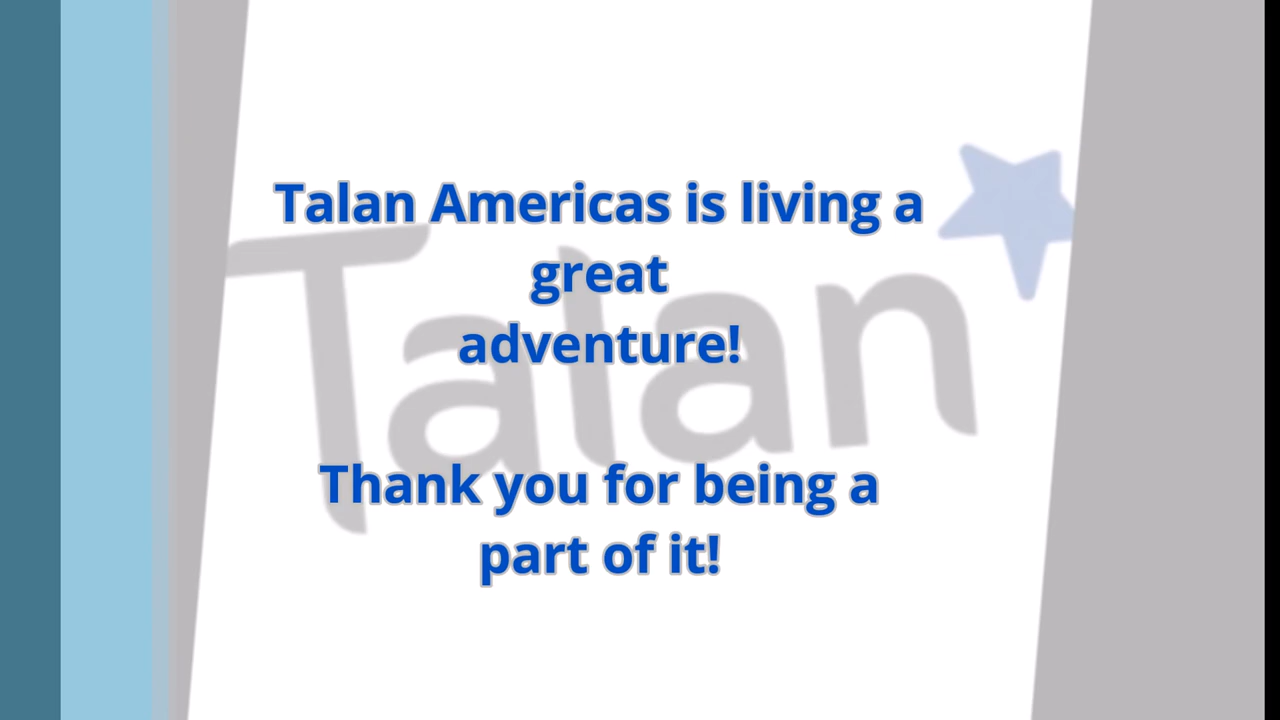 Talan Americas is living a
great
adventure!
Talan
Thank you for being a
part of it!